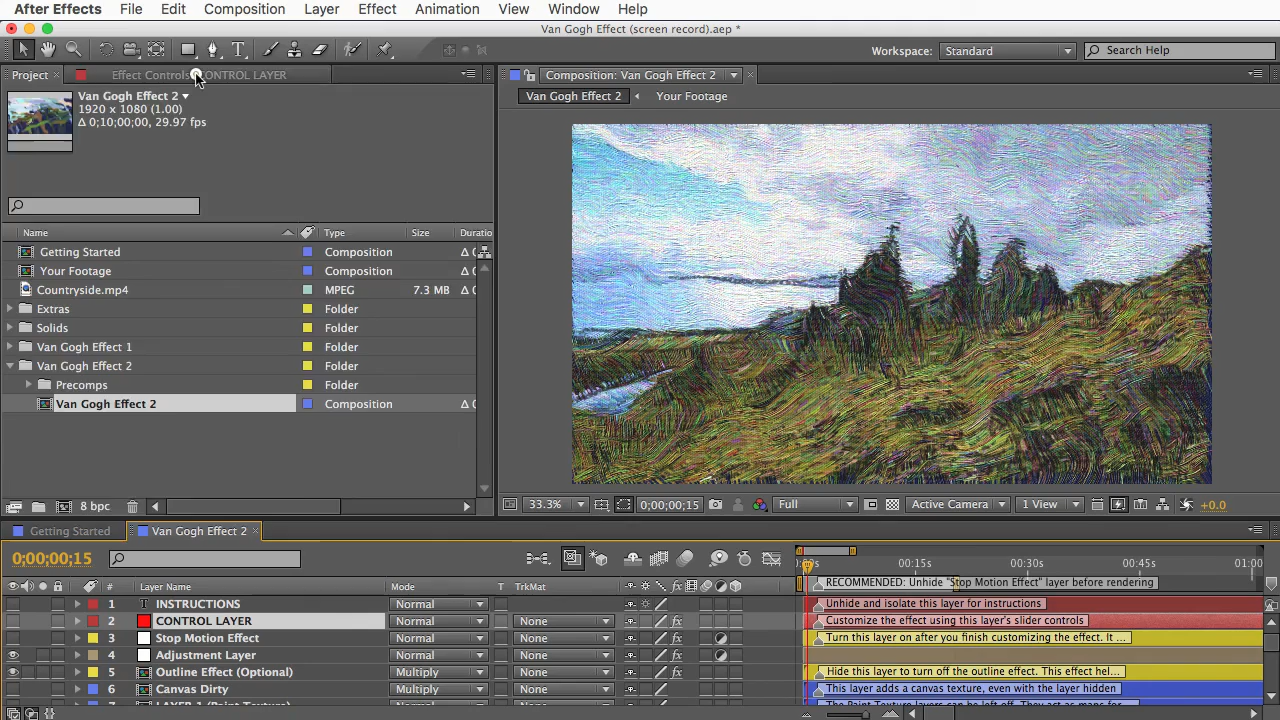 After Effects File Edit Composition Layer Effect Animation View Window Help
Van Gogh Effect (screen record).aep *
Workspace: Standard Search Help
Project × Effect Controls: CONTROL LAYER
Composition: Van Gogh Effect 2 ×
Van Gogh Effect 2
1920 x 1080 (1.00)
Δ 0;10;00;00, 29.97 fps
Van Gogh Effect 2 Your Footage
Name Type Size Duratio
Getting Started Composition Δ 0
Your Footage Composition Δ 0
Countryside.mp4 MPEG 7.3 MB Δ 0
Extras Folder
Solids Folder
Van Gogh Effect 1 Folder
Van Gogh Effect 2 Folder
Precomps Folder
Van Gogh Effect 2 Composition Δ 0
8 bpc
33.3% 0;00;00;15 Full Active Camera 1 View +0.0
Getting Started Van Gogh Effect 2 ×
0;00;00;15
00:15s 00:30s 00:45s 01:00
# Layer Name Mode T TrkMat fx
RECOMMENDED: Unhide "Stop Motion Effect" layer before rendering
1 T INSTRUCTIONS Normal Unhide and isolate this layer for instructions
2 CONTROL LAYER Normal None fx Customize the effect using this layer's slider controls
3 Stop Motion Effect Normal None Turn this layer on after you finish customizing the effect. It ...
4 Adjustment Layer Normal None fx
5 Outline Effect (Optional) Multiply None fx Hide this layer to turn off the outline effect. This effect hel...
6 Canvas Dirty Multiply None This layer adds a canvas texture, even with the layer hidden